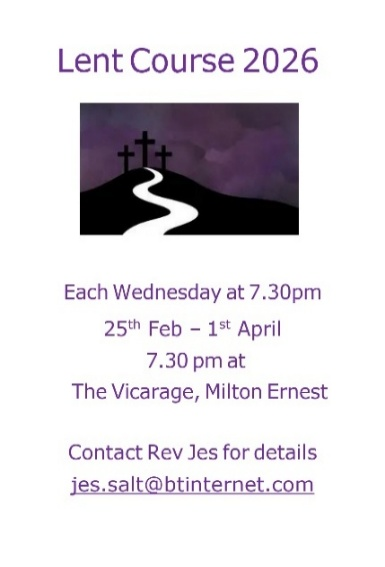 Lent Course 2026
Each Wednesday at 7.30pm
25th Feb – 1st April
7.30 pm at
The Vicarage, Milton Ernest
Contact Rev Jes for details
jes.salt@btinternet.com